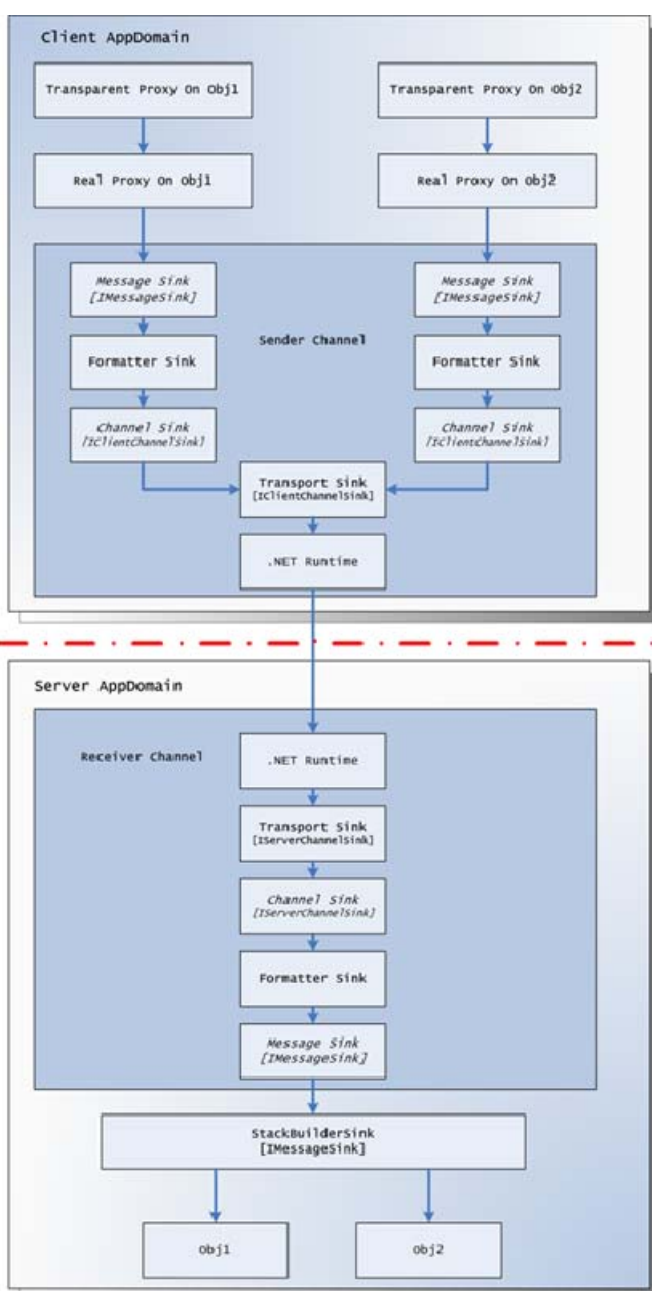 Client AppDomain
Transparent Proxy On Obj1
Transparent Proxy On Obj2
Real Proxy On Obj1
Real Proxy On Obj2
Message Sink
[IMessageSink]
Message Sink
[IMessageSink]
Sender Channel
Formatter Sink
Formatter Sink
Channel Sink
[IClientChannelSink]
Channel Sink
[IClientChannelSink]
Transport Sink
[IClientChannelSink]
.NET Runtime
Server AppDomain
Receiver Channel
.NET Runtime
Transport Sink
[IServerChannelSink]
Channel Sink
[IServerChannelSink]
Formatter Sink
Message Sink
[IMessageSink]
StackBuilderSink
[IMessageSink]
Obj1
Obj2